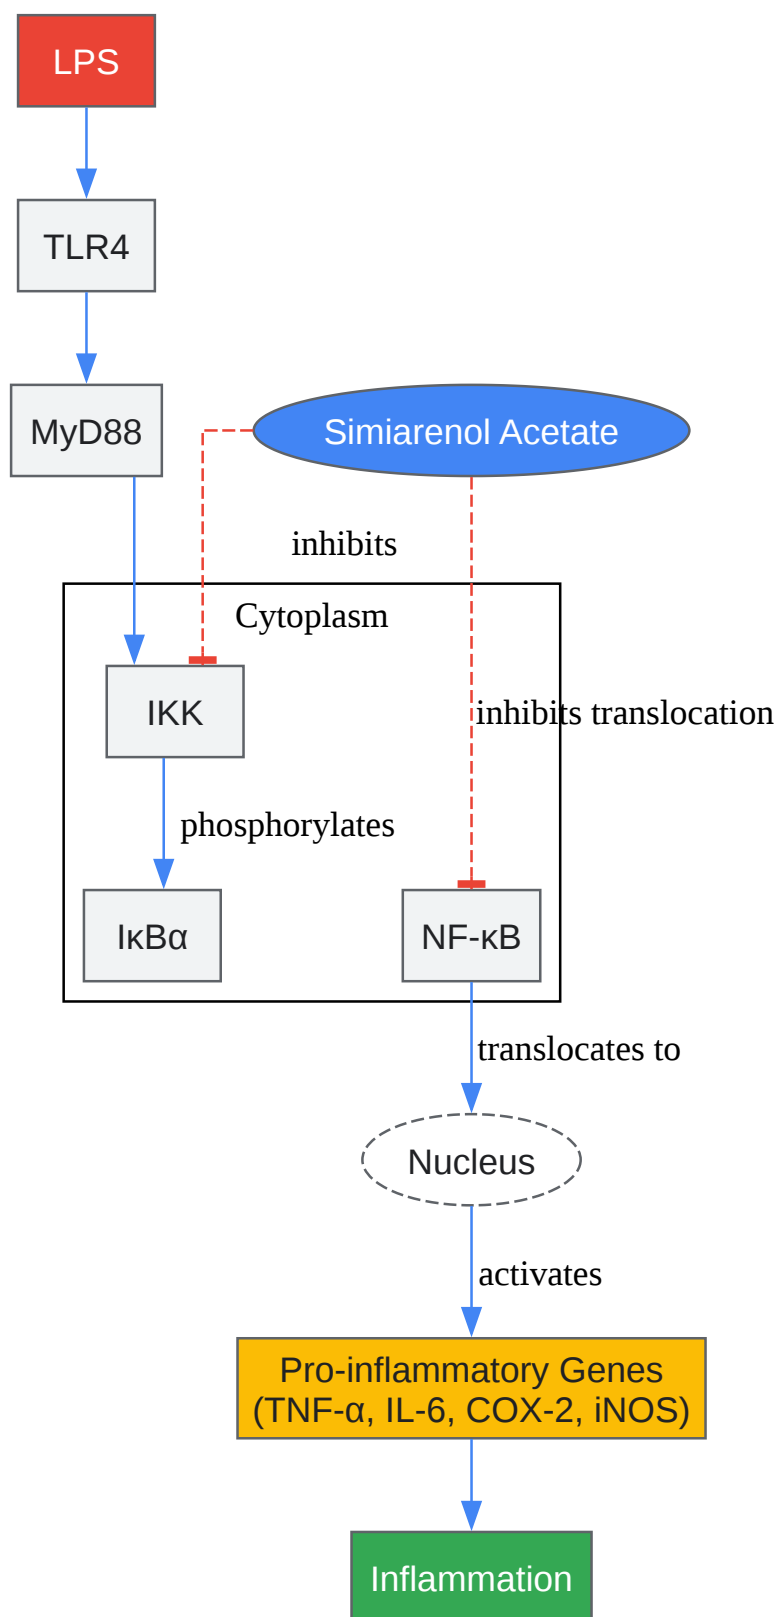 LPS
TLR4
MyD88
Simiarenol Acetate
inhibits
Cytoplasm
IKK
inhibits translocation
phosphorylates
IκBα
NF-κB
translocates to
Nucleus
activates
Pro-inflammatory Genes
(TNF-α, IL-6, COX-2, iNOS)
Inflammation